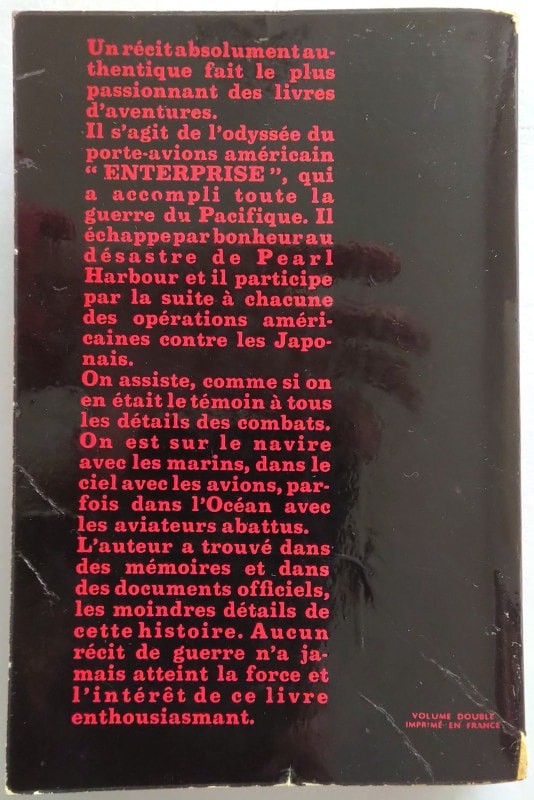 Un récit absolument au-
thentique fait le plus
passionnant des livres
d'aventures.
Il s'agit de l'odyssée du
porte-avions américain
“ ENTERPRISE ”, qui
a accompli toute la
guerre du Pacifique. Il
échappe par bonheur au
désastre de Pearl
Harbour et il participe
par la suite à chacune
des opérations améri-
caines contre les Japo-
nais.
On assiste, comme si on
en était le témoin à tous
les détails des combats.
On est sur le navire
avec les marins, dans le
ciel avec les avions, par-
fois dans l'Océan avec
les aviateurs abattus.
L'auteur a trouvé dans
des mémoires et dans
des documents officiels,
les moindres détails de
cette histoire. Aucun
récit de guerre n'a ja-
mais atteint la force et
l'intérêt de ce livre
enthousiasmant.
VOLUME DOUBLE
IMPRIMÉ EN FRANCE